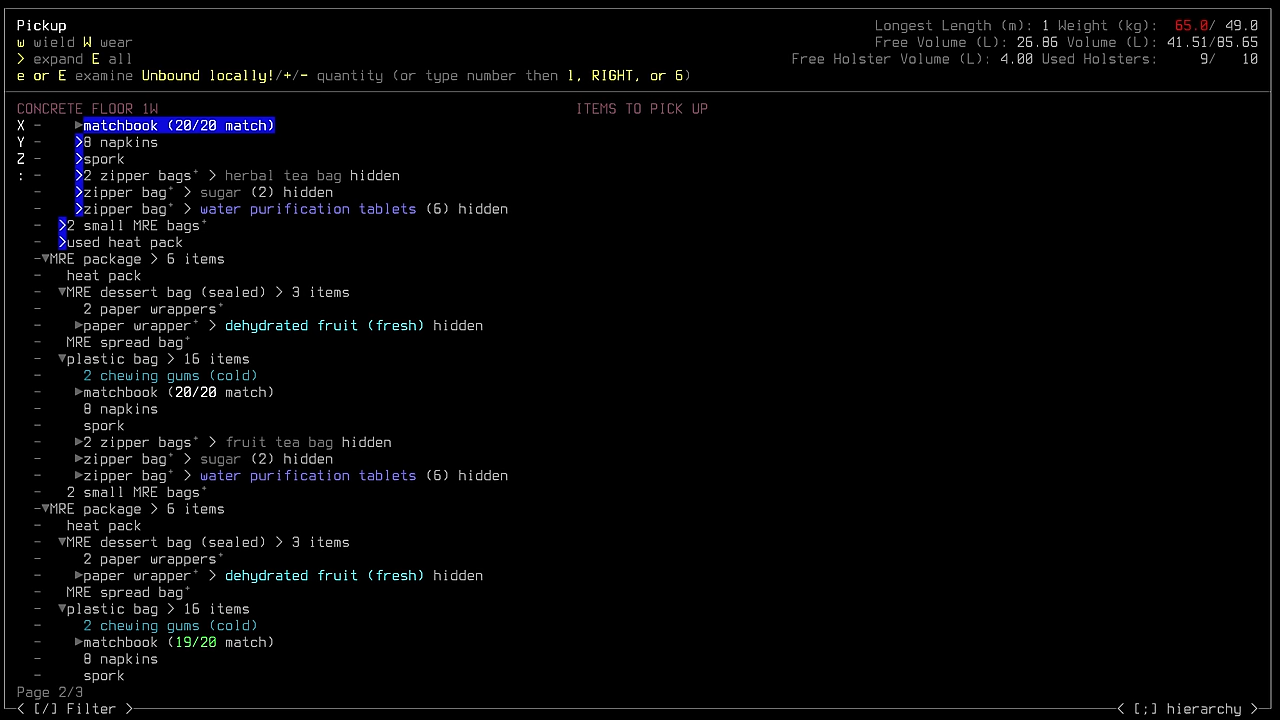 Pickup
Longest Length (m): 1 Weight (kg): 65.0/ 49.0
w wield W wear
Free Volume (L): 26.86 Volume (L): 41.51/85.65
> expand E all
Free Holster Volume (L): 4.00 Used Holsters: 9/ 10
e or E examine Unbound locally!/+/- quantity (or type number then l, RIGHT, or 6)
CONCRETE FLOOR 1W
ITEMS TO PICK UP
X - ▶matchbook (20/20 match)
Y - >8 napkins
Z - >spork
: - >2 zipper bags⁺ > herbal tea bag hidden
- >zipper bag⁺ > sugar (2) hidden
- >zipper bag⁺ > water purification tablets (6) hidden
- >2 small MRE bags⁺
- >used heat pack
-▼MRE package > 6 items
- heat pack
- ▼MRE dessert bag (sealed) > 3 items
- 2 paper wrappers⁺
- ▶paper wrapper⁺ > dehydrated fruit (fresh) hidden
- MRE spread bag⁺
- ▼plastic bag > 16 items
- 2 chewing gums (cold)
- ▶matchbook (20/20 match)
- 8 napkins
- spork
- ▶2 zipper bags⁺ > fruit tea bag hidden
- ▶zipper bag⁺ > sugar (2) hidden
- ▶zipper bag⁺ > water purification tablets (6) hidden
- 2 small MRE bags⁺
-▼MRE package > 6 items
- heat pack
- ▼MRE dessert bag (sealed) > 3 items
- 2 paper wrappers⁺
- ▶paper wrapper⁺ > dehydrated fruit (fresh) hidden
- MRE spread bag⁺
- ▼plastic bag > 16 items
- 2 chewing gums (cold)
- ▶matchbook (19/20 match)
- 8 napkins
- spork
Page 2/3
< [/] Filter >
< [;] hierarchy >